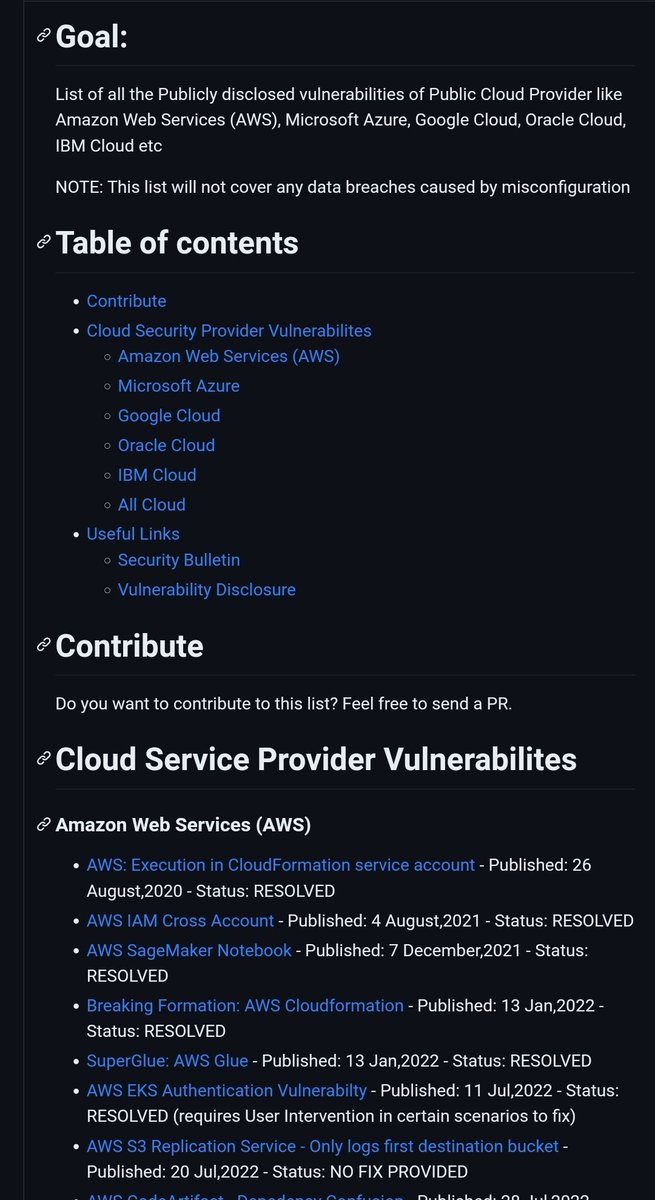 Goal:
List of all the Publicly disclosed vulnerabilities of Public Cloud Provider like
Amazon Web Services (AWS), Microsoft Azure, Google Cloud, Oracle Cloud,
IBM Cloud etc
NOTE: This list will not cover any data breaches caused by misconfiguration
Table of contents
Contribute
Cloud Security Provider Vulnerabilites
Amazon Web Services (AWS)
Microsoft Azure
Google Cloud
Oracle Cloud
IBM Cloud
All Cloud
Useful Links
Security Bulletin
Vulnerability Disclosure
Contribute
Do you want to contribute to this list? Feel free to send a PR.
Cloud Service Provider Vulnerabilites
Amazon Web Services (AWS)
AWS: Execution in CloudFormation service account - Published: 26
August,2020 - Status: RESOLVED
AWS IAM Cross Account - Published: 4 August,2021 - Status: RESOLVED
AWS SageMaker Notebook - Published: 7 December,2021 - Status:
RESOLVED
Breaking Formation: AWS Cloudformation - Published: 13 Jan,2022 -
Status: RESOLVED
SuperGlue: AWS Glue - Published: 13 Jan,2022 - Status: RESOLVED
AWS EKS Authentication Vulnerabilty - Published: 11 Jul,2022 - Status:
RESOLVED (requires User Intervention in certain scenarios to fix)
AWS S3 Replication Service - Only logs first destination bucket -
Published: 20 Jul,2022 - Status: NO FIX PROVIDED
AWS CodeArtifact - Dependency Confusion - Published: 28 Jul,2022